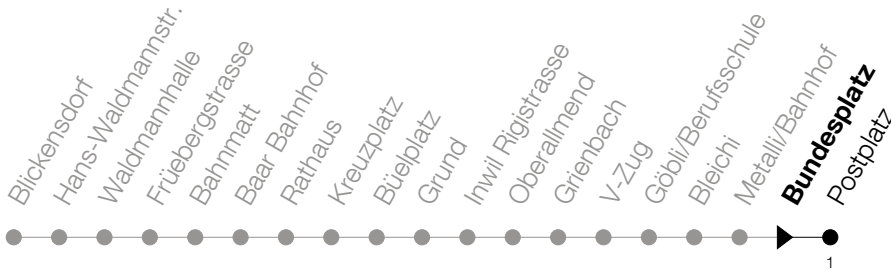 Blickensdorf
Hans-Waldmannstr.
Waldmannhalle
Früebergstrasse
Bahnmatt
Baar Bahnhof
Rathaus
Kreuzplatz
Büelplatz
Grund
Inwil Rigistrasse
Oberallmend
Grienbach
V-Zug
Göbli/Berufsschule
Bleichi
Metalli/Bahnhof
Bundesplatz
Postplatz
1